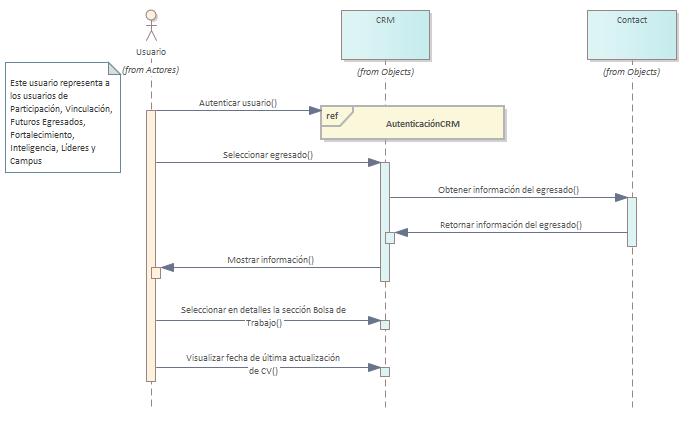 CRM
Contact
Usuario
(from Actores)
(from Objects)
(from Objects)
Este usuario representa a
los usuarios de
Participación, Vinculación,
Futuros Egresados,
Fortalecimiento,
Inteligencia, Líderes y
Campus
Autenticar usuario()
ref
AutenticaciónCRM
Seleccionar egresado()
Obtener información del egresado()
Retornar información del egresado()
Mostrar información()
Seleccionar en detalles la sección Bolsa de
Trabajo()
Visualizar fecha de última actualización
de CV()